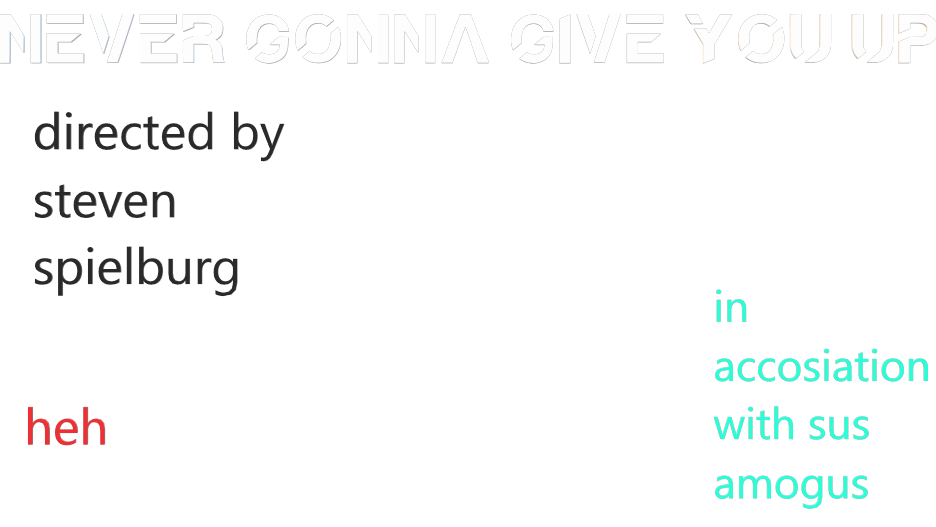 NEVER GONNA GIVE YOU UP
directed by
steven
spielburg
in
accosiation
with sus
amogus
heh